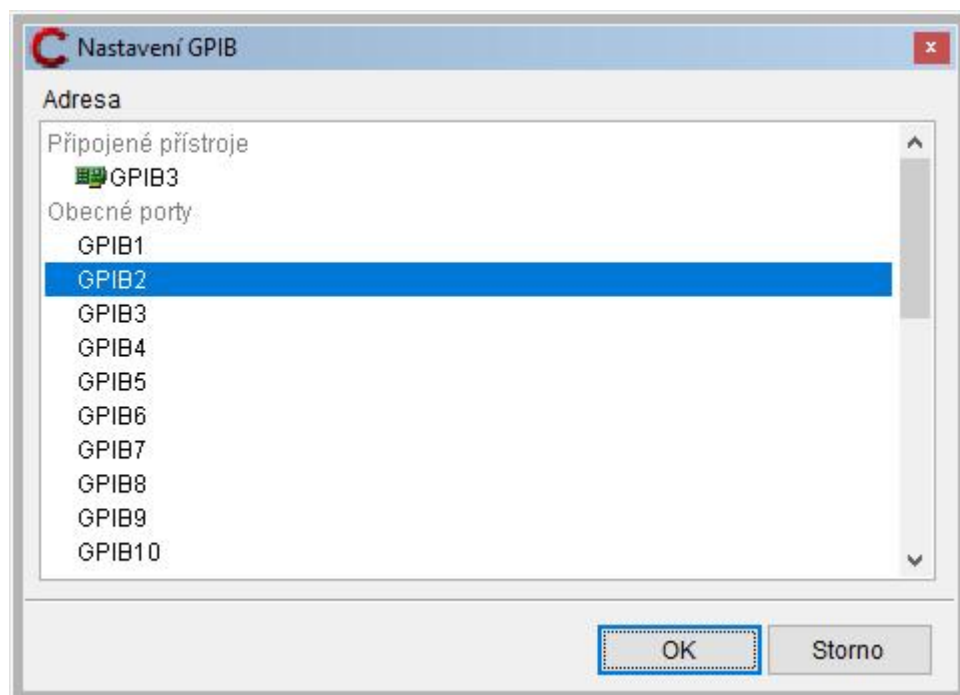 Nastavení GPIB
Adresa
Připojené přístroje
GPIB3
Obecné porty
GPIB1
GPIB2
GPIB3
GPIB4
GPIB5
GPIB6
GPIB7
GPIB8
GPIB9
GPIB10
OK Storno